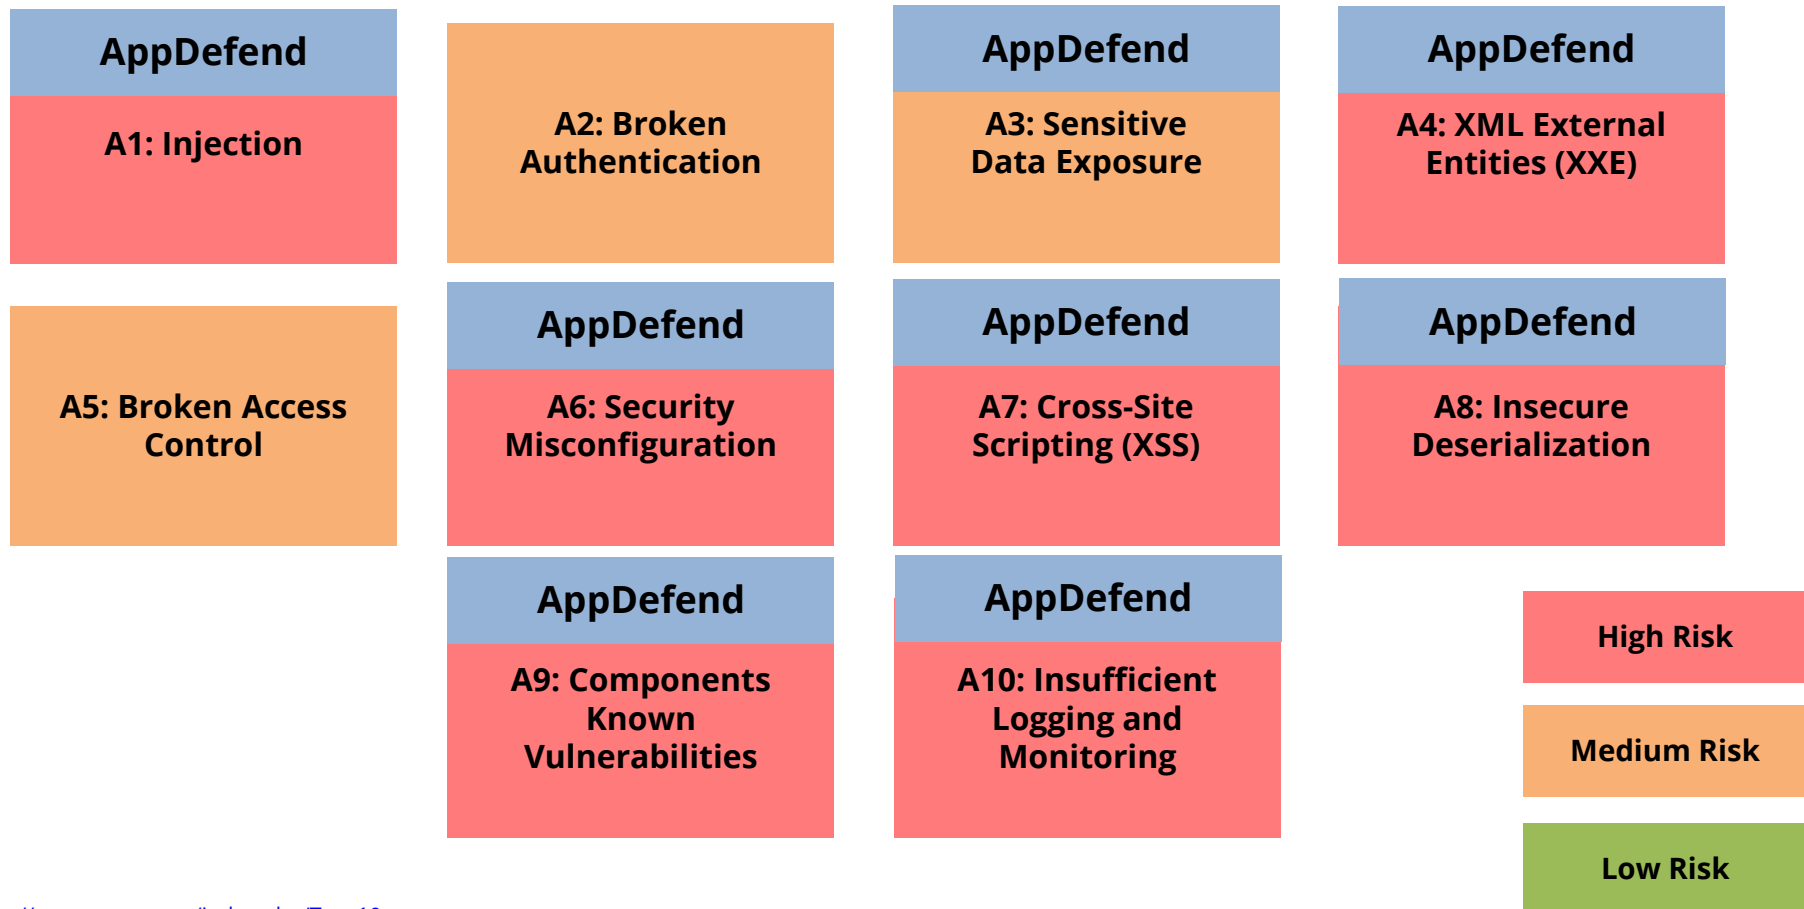 AppDefend
A1: Injection
A2: Broken
Authentication
AppDefend
A3: Sensitive
Data Exposure
AppDefend
A4: XML External
Entities (XXE)
A5: Broken Access
Control
AppDefend
A6: Security
Misconfiguration
AppDefend
A7: Cross-Site
Scripting (XSS)
AppDefend
A8: Insecure
Deserialization
AppDefend
A9: Components
Known
Vulnerabilities
AppDefend
A10: Insufficient
Logging and
Monitoring
High Risk
Medium Risk
Low Risk